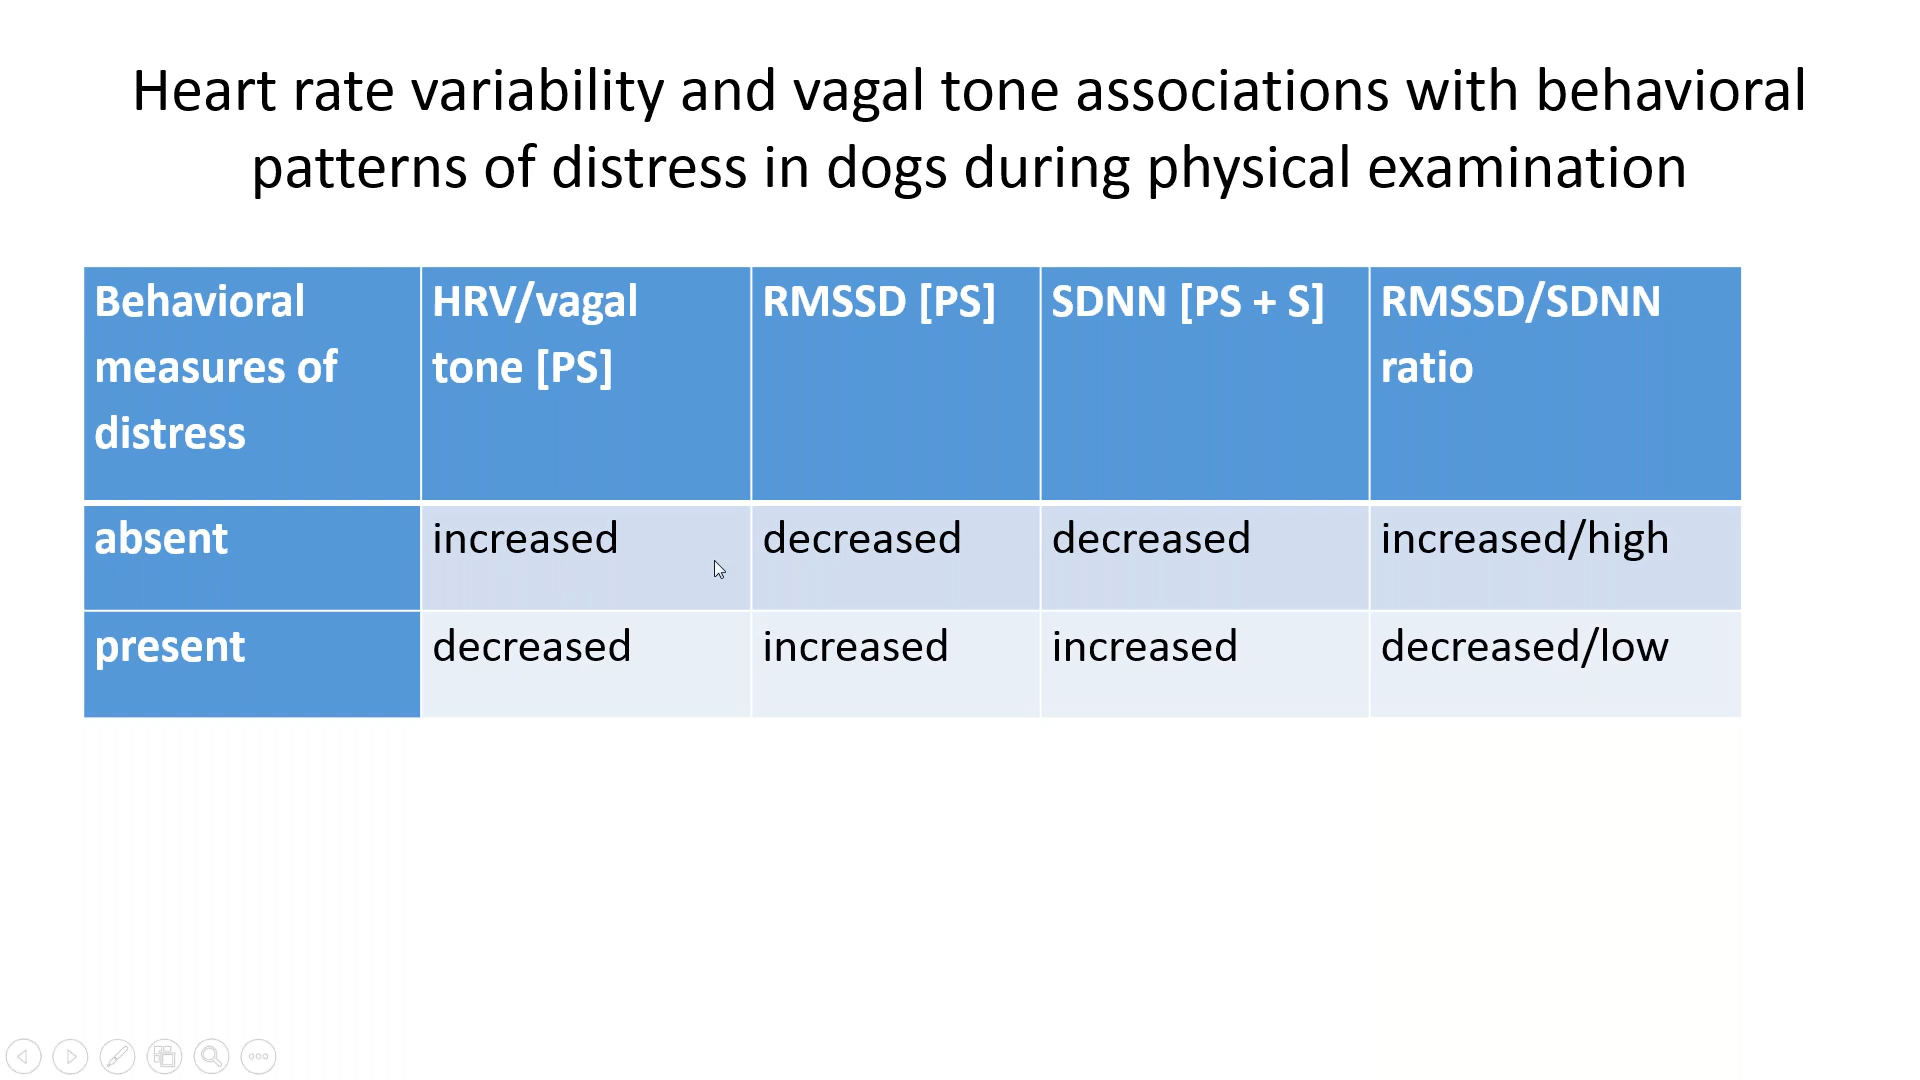 Heart rate variability and vagal tone associations with behavioral
patterns of distress in dogs during physical examination
Behavioral
measures of
distress
HRV/vagal
tone [PS]
RMSSD [PS]
SDNN [PS + S]
RMSSD/SDNN
ratio
absent
increased
decreased
decreased
increased/high
present
decreased
increased
increased
decreased/low